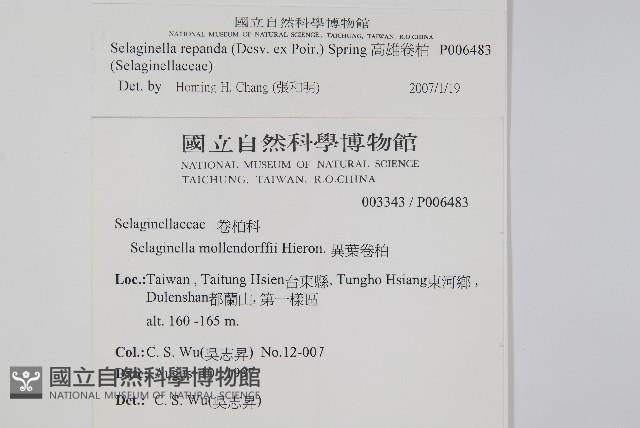 國立自然科學博物館
NATIONAL MUSEUM OF NATURAL SCIENCE, TAICHUNG, TAIWAN, R.O.CHINA
Selaginella repanda (Desv. ex Poir.) Spring 高雄卷柏 P006483
(Selaginellaceae)
Det. by Homing H. Chang (張和明) 2007/1/19
國立自然科學博物館
NATIONAL MUSEUM OF NATURAL SCIENCE
TAICHUNG, TAIWAN, R.O.CHINA
003343 / P006483
Selaginellaceae 卷柏科
Selaginella mollendorffii Hieron. 異葉卷柏
Loc.:Taiwan , Taitung Hsien台東縣, Tungho Hsiang東河鄉 ,
Dulenshan都蘭山, 第一樣區
alt. 160 -165 m.
Col.:C. S. Wu(吳志昇) No.12-007
國立自然科學博物館
NATIONAL MUSEUM OF NATURAL SCIENCE
Det.: C. S. Wu(吳志昇)